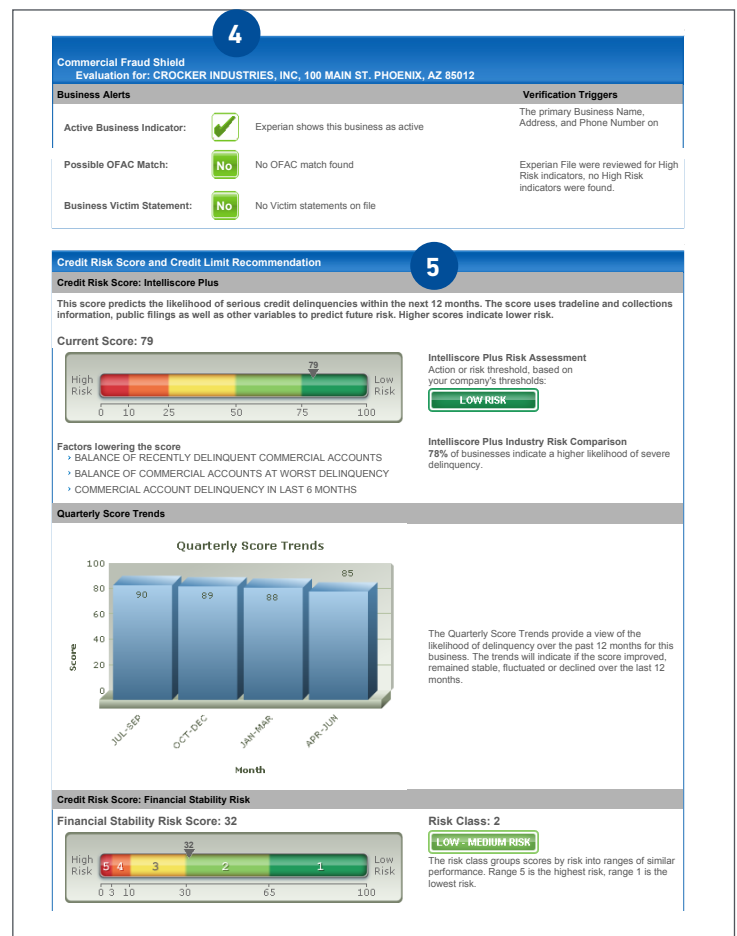 4
Commercial Fraud Shield
Evaluation for: CROCKER INDUSTRIES, INC, 100 MAIN ST. PHOENIX, AZ 85012
Business Alerts
Verification Triggers
Active Business Indicator:
Experian shows this business as active
The primary Business Name,
Address, and Phone Number on
Possible OFAC Match:
No
No OFAC match found
Experian File were reviewed for High
Risk indicators, no High Risk
indicators were found.
Business Victim Statement:
No
No Victim statements on file
5
Credit Risk Score and Credit Limit Recommendation
Credit Risk Score: Intelliscore Plus
This score predicts the likelihood of serious credit delinquencies within the next 12 months. The score uses tradeline and collections
information, public filings as well as other variables to predict future risk. Higher scores indicate lower risk.
Current Score: 79
79
High
Risk
Low
Risk
0 10 25 50 75 100
Intelliscore Plus Risk Assessment
Action or risk threshold, based on
your company's thresholds:
LOW RISK
Factors lowering the score
› BALANCE OF RECENTLY DELINQUENT COMMERCIAL ACCOUNTS
› BALANCE OF COMMERCIAL ACCOUNTS AT WORST DELINQUENCY
› COMMERCIAL ACCOUNT DELINQUENCY IN LAST 6 MONTHS
Intelliscore Plus Industry Risk Comparison
78% of businesses indicate a higher likelihood of severe
delinquency.
Quarterly Score Trends
Quarterly Score Trends
100
80
60
40
20
0
Score
90
89
88
85
JUL-SEP
OCT-DEC
JAN-MAR
APR-JUN
Month
The Quarterly Score Trends provide a view of the
likelihood of delinquency over the past 12 months for this
business. The trends will indicate if the score improved,
remained stable, fluctuated or declined over the last 12
months.
Credit Risk Score: Financial Stability Risk
Financial Stability Risk Score: 32
32
High
Risk
5 4 3 2 1
Low
Risk
0 3 10 30 65 100
Risk Class: 2
LOW - MEDIUM RISK
The risk class groups scores by risk into ranges of similar
performance. Range 5 is the highest risk, range 1 is the
lowest risk.